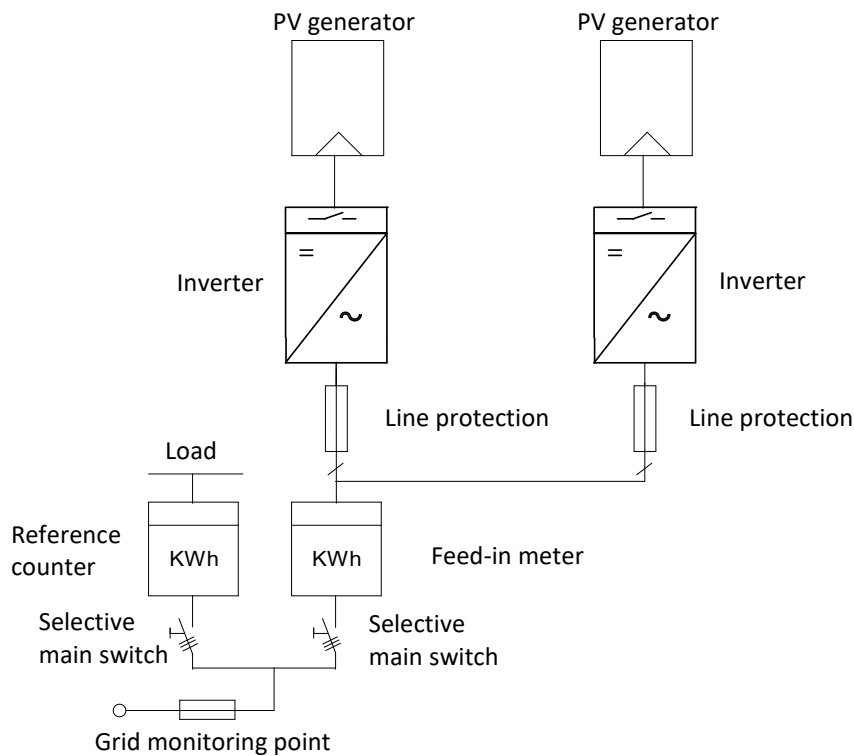 PV generator
PV generator
Inverter
Inverter
Line protection
Line protection
Load
Reference
counter
KWh
KWh
Feed-in meter
Selective
main switch
Selective
main switch
Grid monitoring point